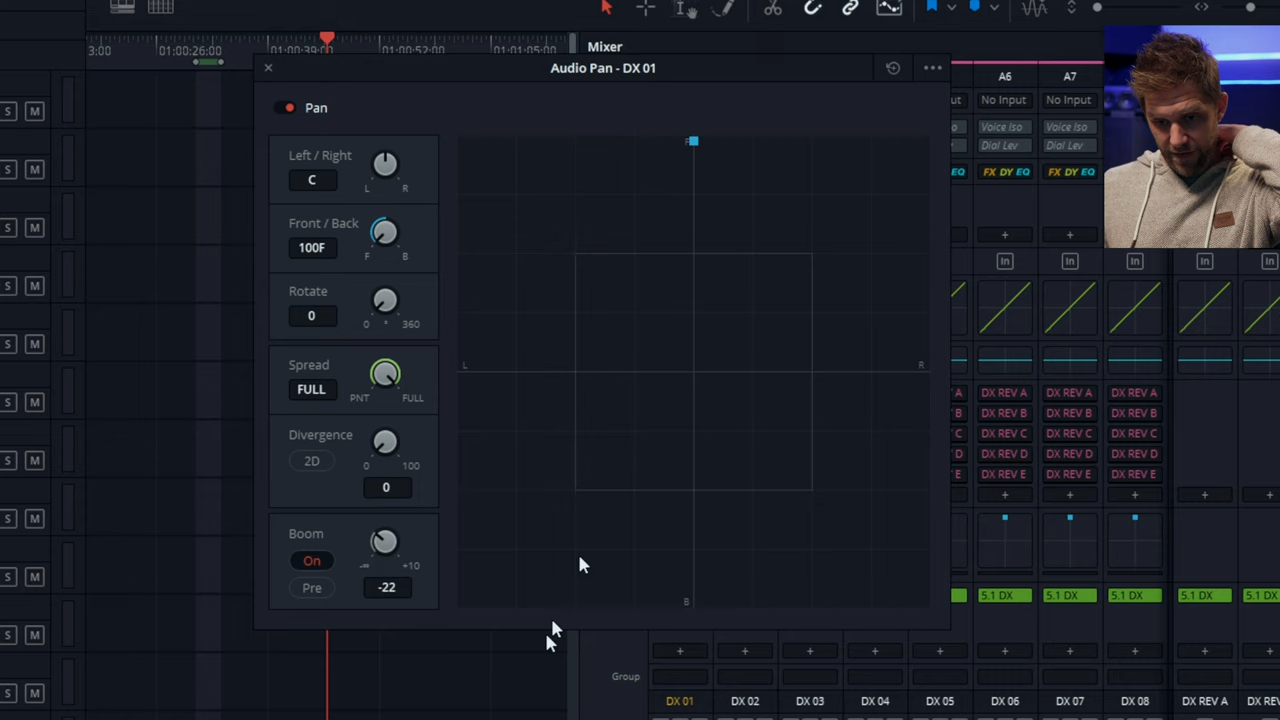 3:00
01:00:26:00
01:00:39:00
01:00:52:00
01:01:05:00
Mixer
Audio Pan - DX 01
A6
A7
No Input
No Input
Pan
Voice Iso
Voice Iso
Dial Lev
Dial Lev
F
Left / Right
C
L
R
EQ
FX DY EQ
FX DY EQ
S M
S M
S M
S M
S M
S M
S M
S M
S M
S M
S M
Front / Back
100F
F
B
+
+
In
In
In
In
In
Rotate
0
0
°
360
L
R
Spread
FULL
PNT
FULL
V A
DX REV A
DX REV A
DX REV A
V B
DX REV B
DX REV B
DX REV B
V C
DX REV C
DX REV C
DX REV C
V D
DX REV D
DX REV D
DX REV D
V E
DX REV E
DX REV E
DX REV E
Divergence
2D
0
100
0
+
+
+
+
+
Boom
On
Pre
-∞
+10
-22
B
5.1 DX
5.1 DX
5.1 DX
5.1 DX
5.1 DX
+
+
+
+
+
+
+
+
+
+
Group
DX 01
DX 02
DX 03
DX 04
DX 05
DX 06
DX 07
DX 08
DX REV A
DX RE